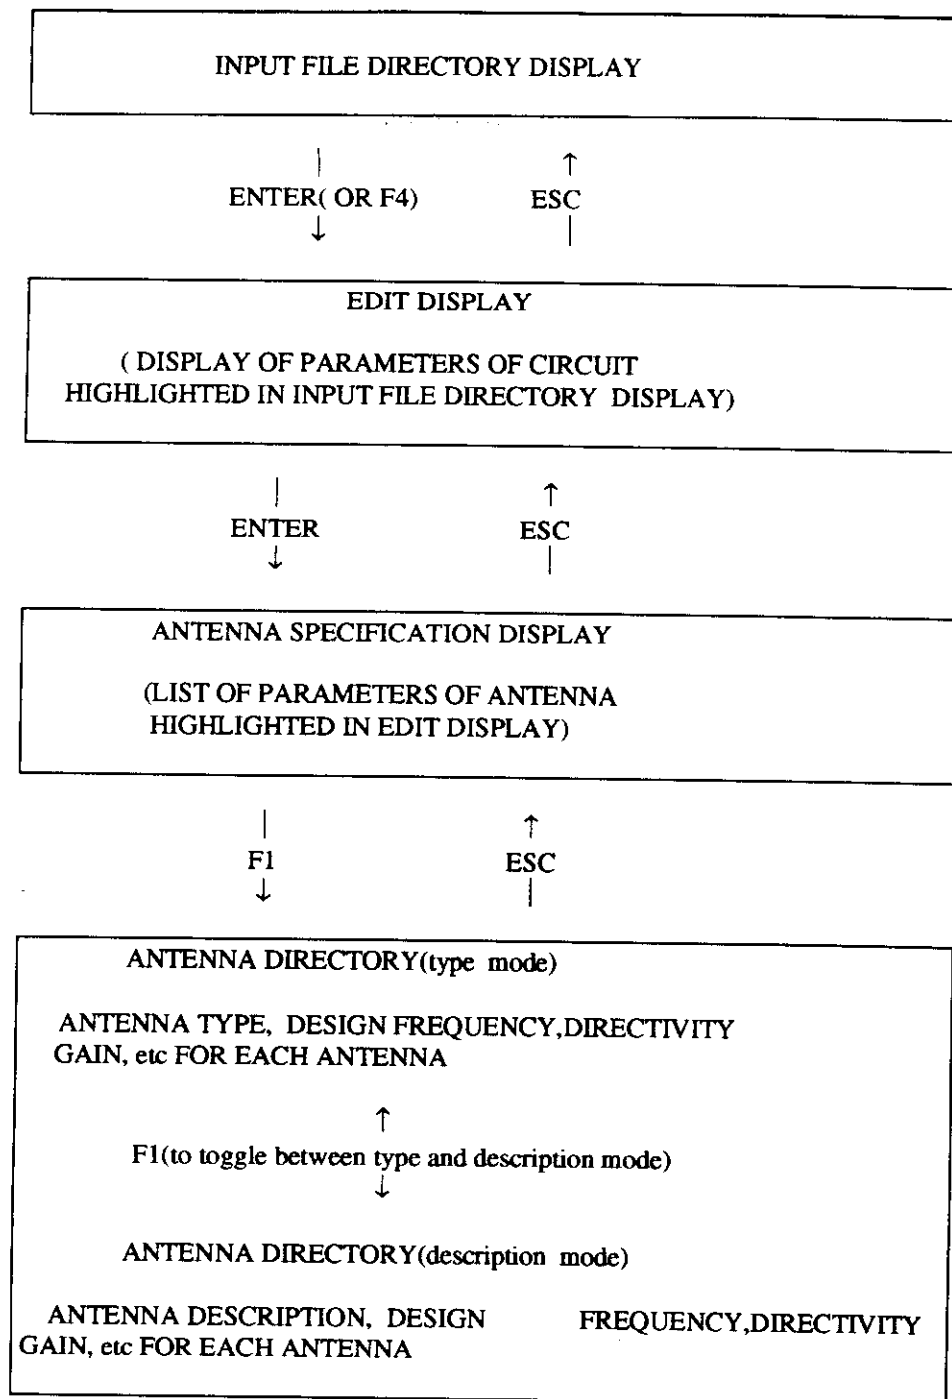 INPUT FILE DIRECTORY DISPLAY
ENTER( OR F4) ESC
EDIT DISPLAY
( DISPLAY OF PARAMETERS OF CIRCUIT
HIGHLIGHTED IN INPUT FILE DIRECTORY DISPLAY)
ENTER ESC
ANTENNA SPECIFICATION DISPLAY
(LIST OF PARAMETERS OF ANTENNA
HIGHLIGHTED IN EDIT DISPLAY)
F1 ESC
ANTENNA DIRECTORY(type mode)
ANTENNA TYPE, DESIGN FREQUENCY,DIRECTIVITY
GAIN, etc FOR EACH ANTENNA
F1(to toggle between type and description mode)
ANTENNA DIRECTORY(description mode)
ANTENNA DESCRIPTION, DESIGN FREQUENCY,DIRECTIVITY
GAIN, etc FOR EACH ANTENNA